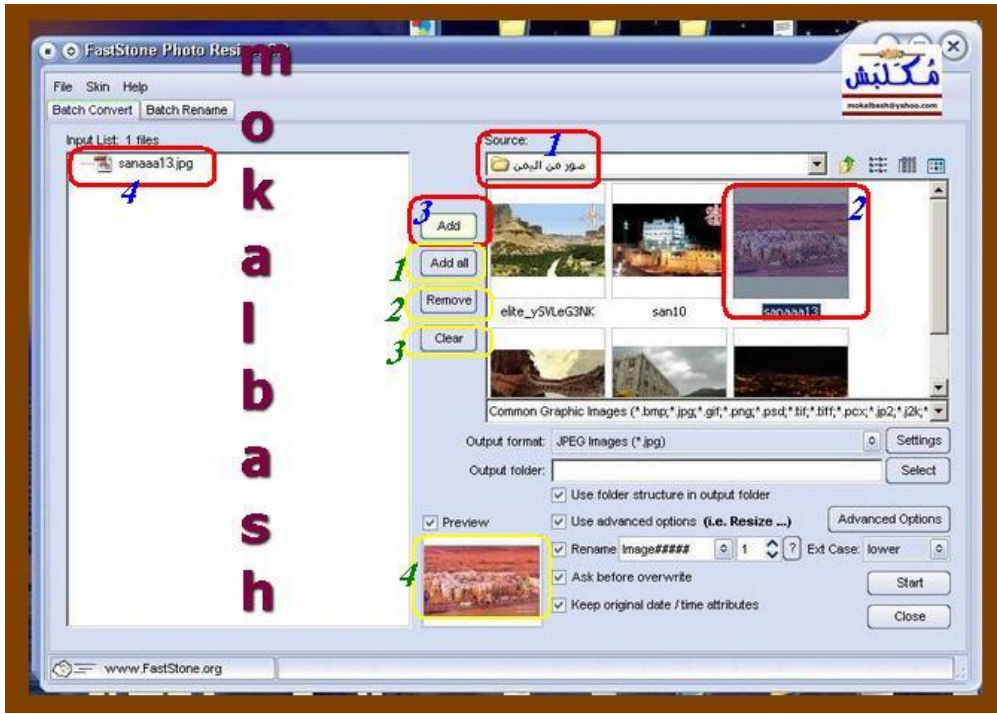 FastStone Photo Resi
مُكَلبَش
mokalbash@yahoo.com
File Skin Help
Batch Convert Batch Rename
Input List: 1 files
sanaaa13.jpg
4
m
o
k
a
l
b
a
s
h
Source:
1
صور من اليمن
3
Add
1
Add all
2
Remove
3
Clear
2
elite_ySVLeG3NK
san10
sanaaa13
Common Graphic Images (*.bmp;*.jpg;*.gif;*.png;*.psd;*.tif;*.tiff;*.pcx;*.jp2;*.j2k;*
Output format: JPEG Images (*.jpg) Settings
Output folder: Select
Use folder structure in output folder
Preview
Use advanced options (i.e. Resize ...) Advanced Options
Rename Image##### 1 ? Ext Case: lower
4
Ask before overwrite
Start
Keep original date / time attributes
Close
www.FastStone.org